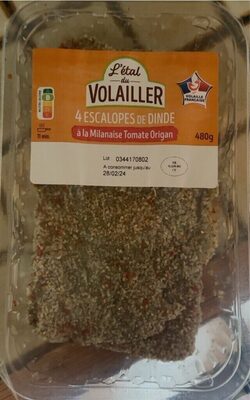 L'étal
du
VOLAILLER
VOLAILLE
FRANÇAISE
4 ESCALOPES DE DINDE
à la Milanaise Tomate Origan
480g
Lot 0344170802
A consommer jusqu'au
28/02/24